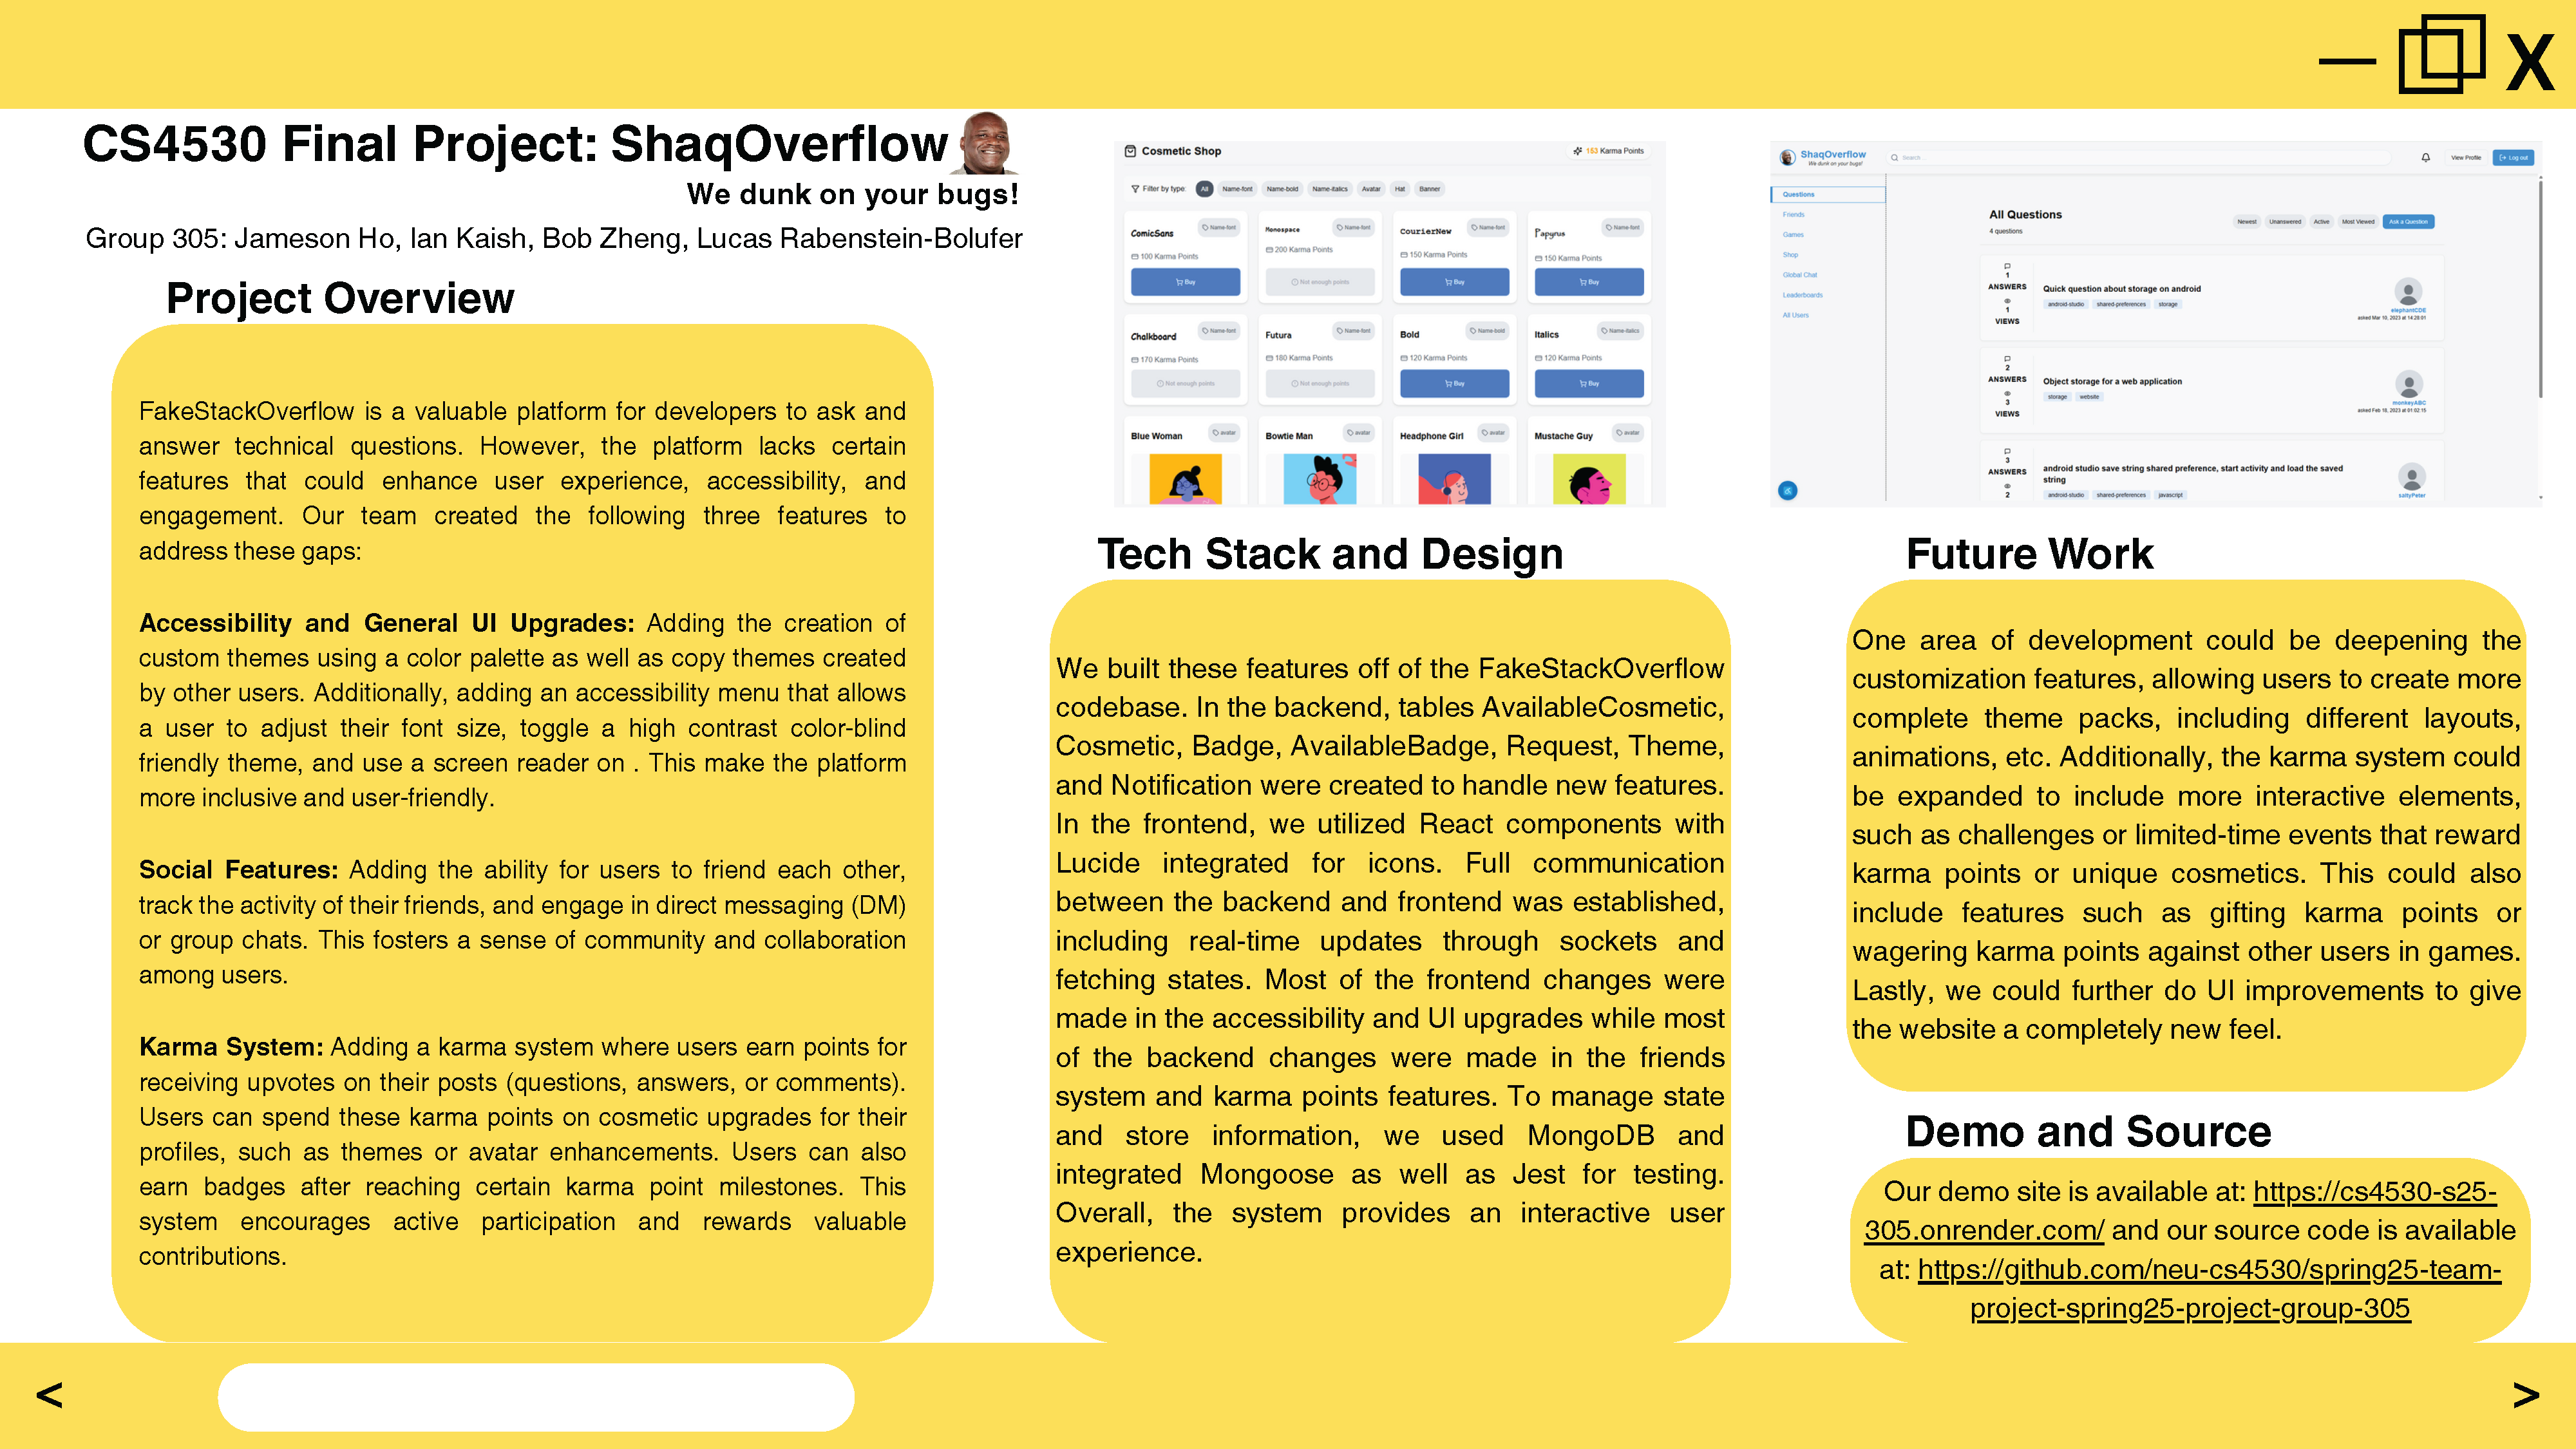 X
CS4530 Final Project: ShaqOverflow
We dunk on your bugs!
Group 305: Jameson Ho, Ian Kaish, Bob Zheng, Lucas Rabenstein-Bolufer
Project Overview
FakeStackOverflow is a valuable platform for developers to ask and
answer technical questions. However, the platform lacks certain
features that could enhance user experience, accessibility, and
engagement. Our team created the following three features to
address these gaps:
Accessibility and General UI Upgrades: Adding the creation of
custom themes using a color palette as well as copy themes created
by other users. Additionally, adding an accessibility menu that allows
a user to adjust their font size, toggle a high contrast color-blind
friendly theme, and use a screen reader on . This make the platform
more inclusive and user-friendly.
Social Features: Adding the ability for users to friend each other,
track the activity of their friends, and engage in direct messaging (DM)
or group chats. This fosters a sense of community and collaboration
among users.
Karma System: Adding a karma system where users earn points for
receiving upvotes on their posts (questions, answers, or comments).
Users can spend these karma points on cosmetic upgrades for their
profiles, such as themes or avatar enhancements. Users can also
earn badges after reaching certain karma point milestones. This
system encourages active participation and rewards valuable
contributions.
Cosmetic Shop
153 Karma Points
Filter by type: All Name-font Name-bold Name-italics Avatar Hat Banner
ComicSans Name-font Monospace Name-font CourierNew Name-font Papyrus Name-font
100 Karma Points 200 Karma Points 150 Karma Points 150 Karma Points
Buy Not enough points Buy Buy
Chalkboard Name-font Futura Name-font Bold Name-bold Italics Name-italics
170 Karma Points 180 Karma Points 120 Karma Points 120 Karma Points
Not enough points Not enough points Buy Buy
Blue Woman avatar Bowtie Man avatar Headphone Girl avatar Mustache Guy avatar
ShaqOverflow
We dunk on your bugs!
Search
View Profile
Log out
Questions
Friends
Games
Shop
Global Chat
Leaderboards
All Users
All Questions
4 questions
Newest Unanswered Active Most Viewed Ask a Question
1
ANSWERS
1
VIEWS
Quick question about storage on android
android-studio shared-preferences storage
elephantCDE
asked Mar 10, 2023 at 14:28:01
2
ANSWERS
3
VIEWS
Object storage for a web application
storage website
monkeyABC
asked Feb 18, 2023 at 01:02:15
3
ANSWERS
2
android studio save string shared preference, start activity and load the saved
string
android-studio shared-preferences javascript
saltyPeter
Tech Stack and Design
We built these features off of the FakeStackOverflow
codebase. In the backend, tables AvailableCosmetic,
Cosmetic, Badge, AvailableBadge, Request, Theme,
and Notification were created to handle new features.
In the frontend, we utilized React components with
Lucide integrated for icons. Full communication
between the backend and frontend was established,
including real-time updates through sockets and
fetching states. Most of the frontend changes were
made in the accessibility and UI upgrades while most
of the backend changes were made in the friends
system and karma points features. To manage state
and store information, we used MongoDB and
integrated Mongoose as well as Jest for testing.
Overall, the system provides an interactive user
experience.
Future Work
One area of development could be deepening the
customization features, allowing users to create more
complete theme packs, including different layouts,
animations, etc. Additionally, the karma system could
be expanded to include more interactive elements,
such as challenges or limited-time events that reward
karma points or unique cosmetics. This could also
include features such as gifting karma points or
wagering karma points against other users in games.
Lastly, we could further do UI improvements to give
the website a completely new feel.
Demo and Source
Our demo site is available at: https://cs4530-s25-
305.onrender.com/ and our source code is available
at: https://github.com/neu-cs4530/spring25-team-
project-spring25-project-group-305
< >